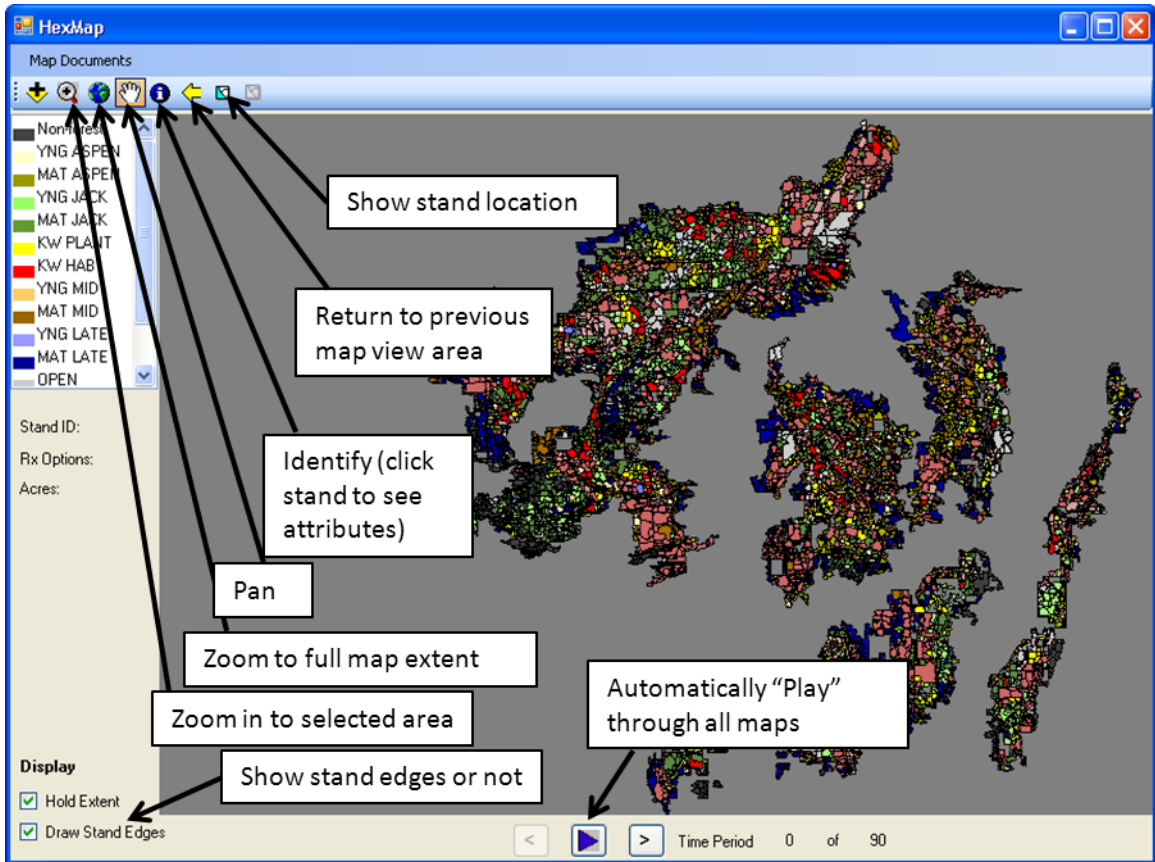 HexMap
Map Documents
Non-forest
YNG ASPEN
MAT ASPEN
YNG JACK
MAT JACK
KW PLANT
KW HAB
YNG MID
MAT MID
YNG LATE
MAT LATE
OPEN
Stand ID:
Rx Options:
Acres:
Show stand location
Return to previous
map view area
Identify (click
stand to see
attributes)
Pan
Zoom to full map extent
Zoom in to selected area
Show stand edges or not
Automatically “Play”
through all maps
Display
Hold Extent
Draw Stand Edges
< > Time Period 0 of 90